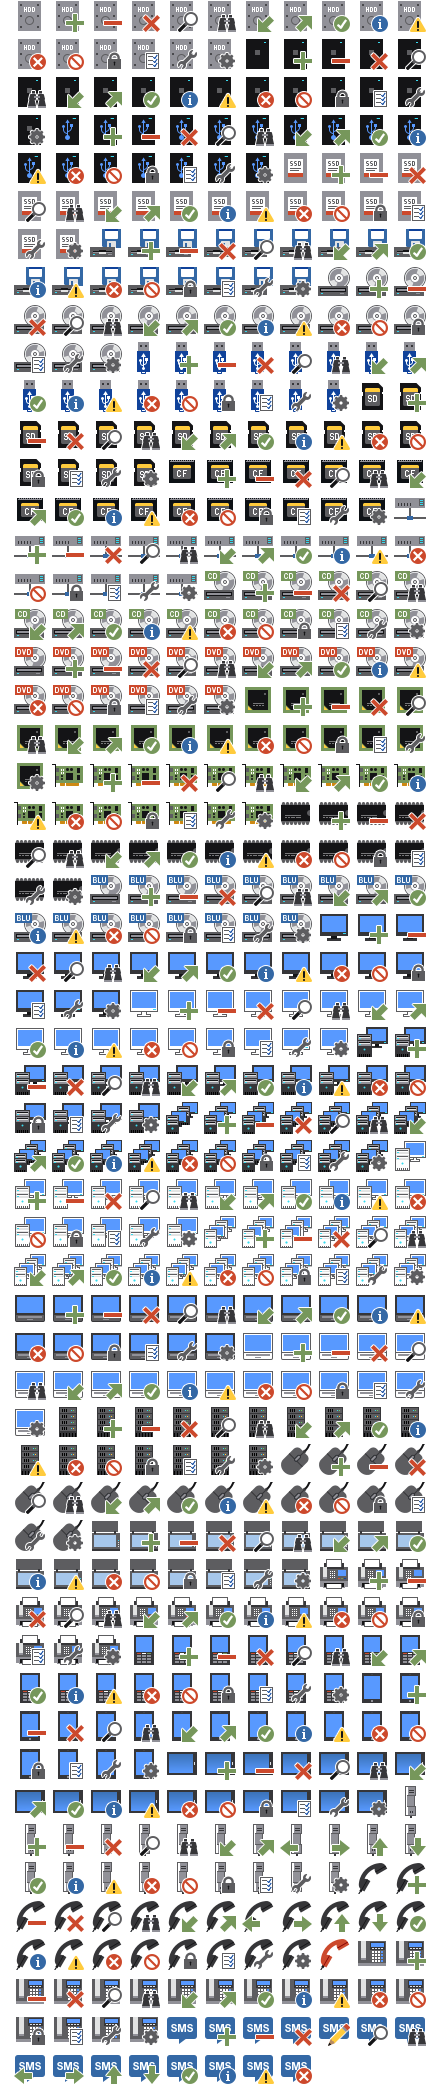 HDD HDD HDD HDD HDD HDD HDD HDD HDD HDD HDD
HDD HDD HDD HDD HDD HDD
SSD SSD SSD SSD
SSD SSD SSD SSD SSD SSD SSD SSD SSD SSD SSD
SSD SSD
SD SD
SD SD SD SD SD SD SD SD SD SD SD
SD SD SD SD CF CF CF CF CF CF CF
CF CF CF CF CF CF CF CF CF CF
CD CD CD CD CD CD
CD CD CD CD CD CD CD CD CD CD CD
DVD DVD DVD DVD DVD DVD DVD DVD DVD DVD DVD
DVD DVD DVD DVD DVD DVD
BLU BLU BLU BLU BLU BLU BLU BLU BLU
BLU BLU BLU BLU BLU BLU BLU BLU
SMS SMS SMS SMS SMS SMS SMS
SMS SMS SMS SMS SMS SMS SMS SMS